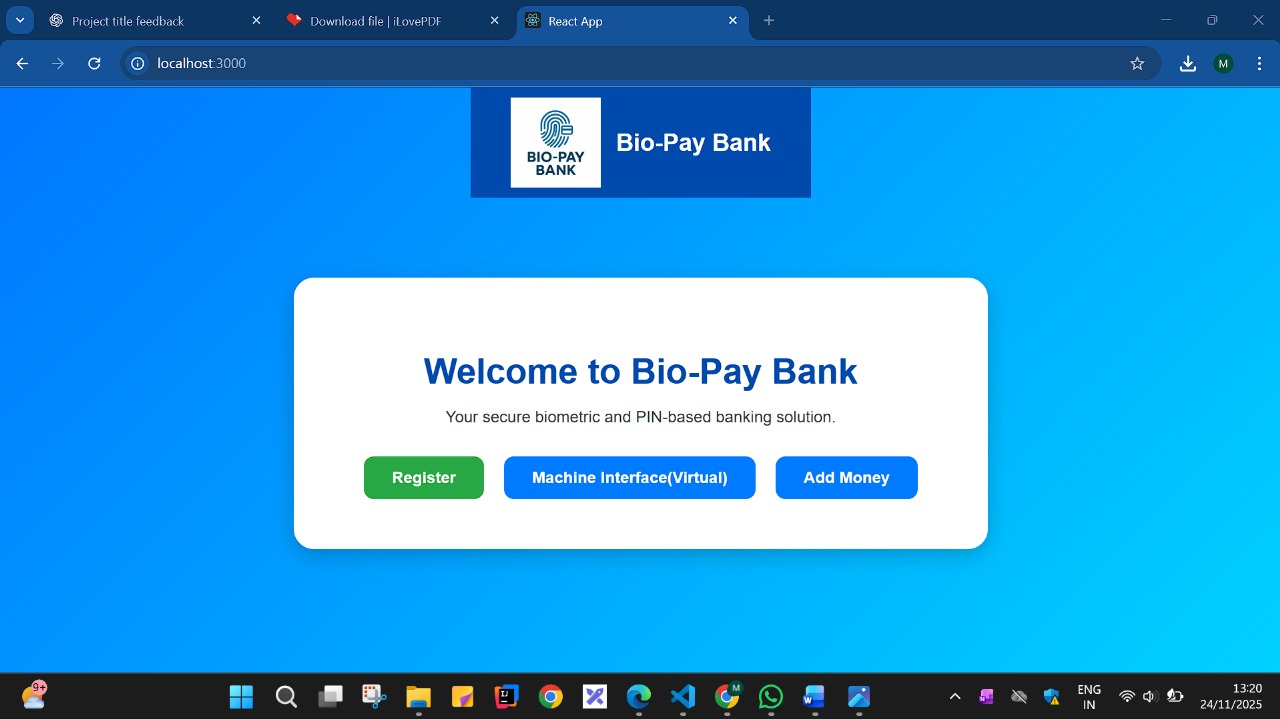 Project title feedback
Download file | iLovePDF
React App
localhost:3000
M
BIO-PAY
BANK
Bio-Pay Bank
Welcome to Bio-Pay Bank
Your secure biometric and PIN-based banking solution.
Register
Machine Interface(Virtual)
Add Money
9+
IJ
M
W
N
ENG
IN
13:20
24/11/2025